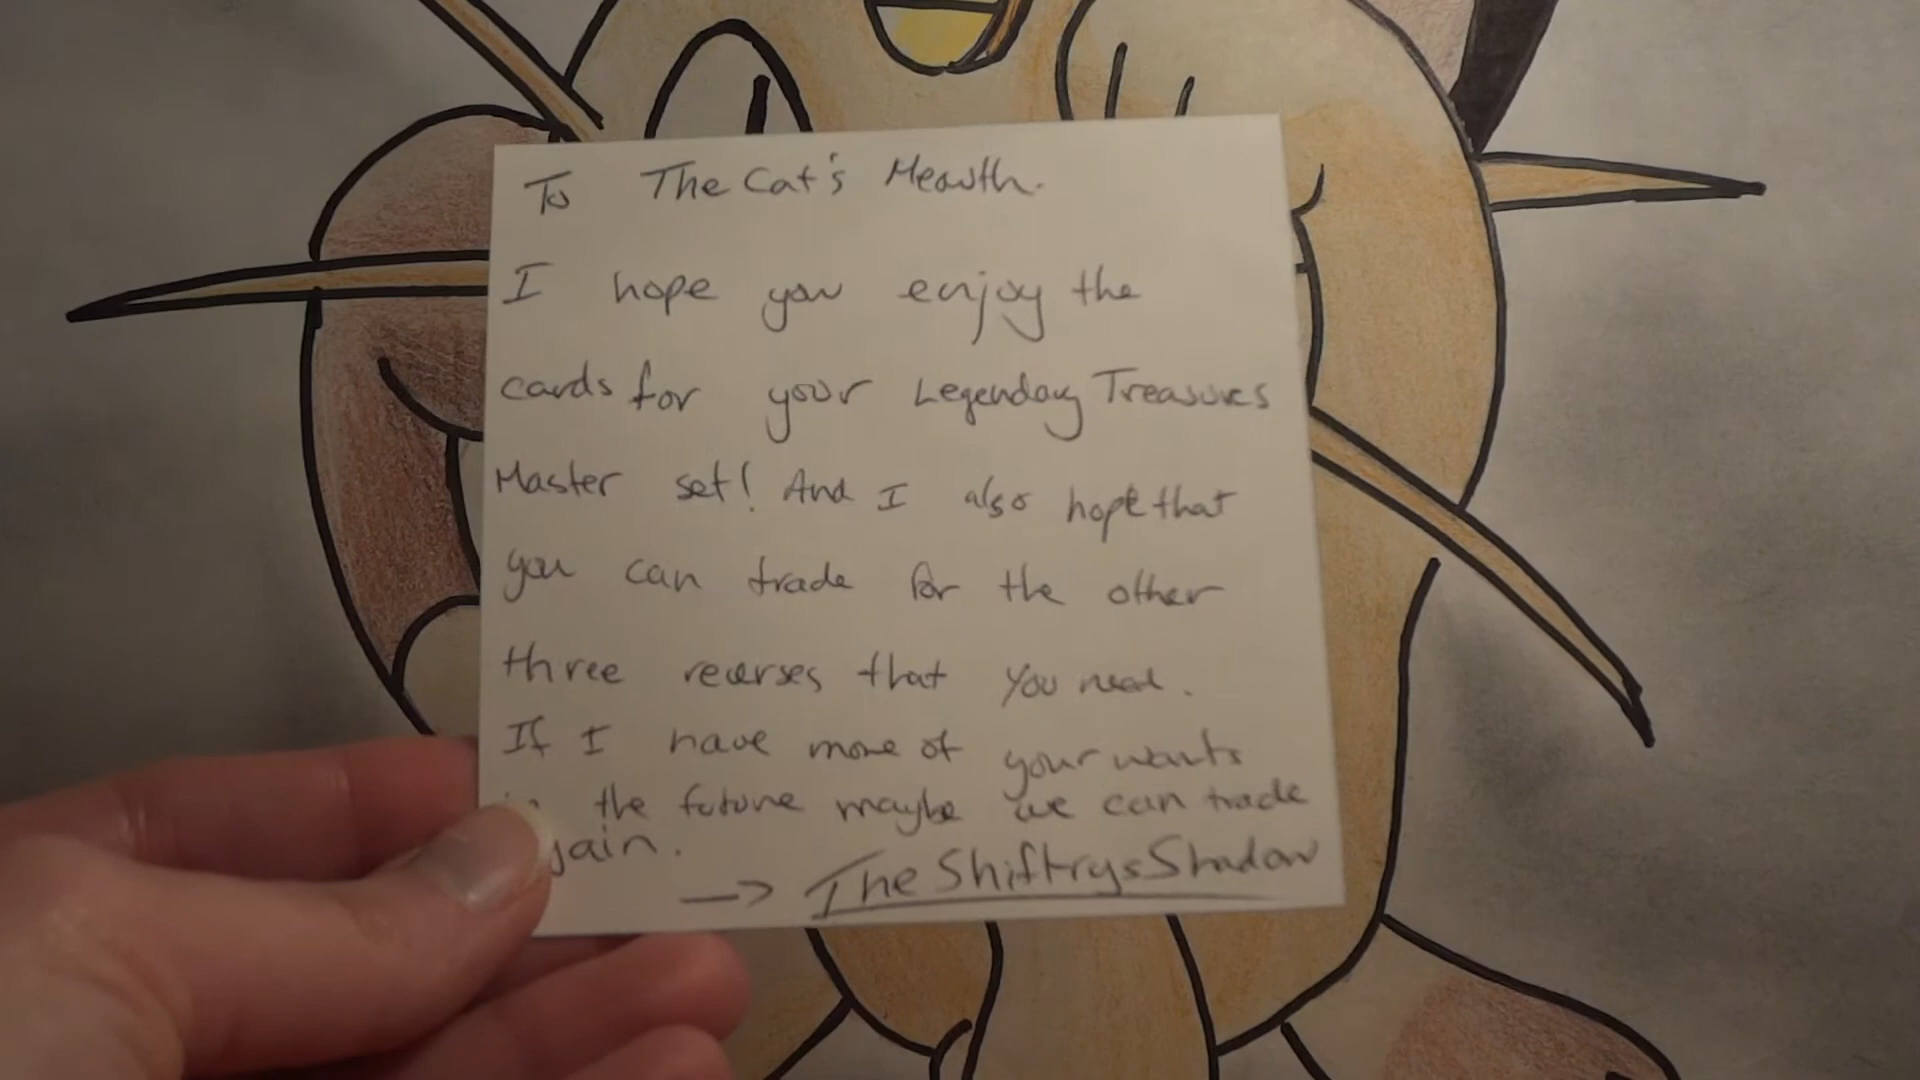 To The Cat's Meowth.
I hope you enjoy the
cards for your Legendary Treasures
Master set! And I also hope that
you can trade for the other
three reverses that you need.
If I have more of your wants
the future maybe we can trade
gain.
→ TheShiftrysShadow